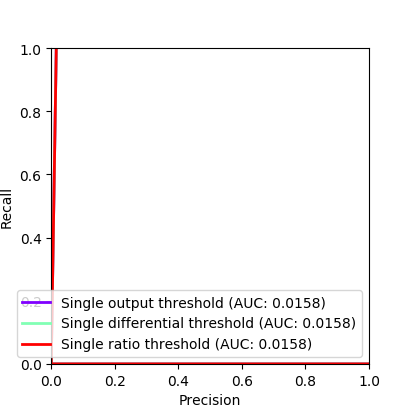 1.0
0.8
0.6
0.4
0.2
0.0
Recall
Single output threshold (AUC: 0.0158)
Single differential threshold (AUC: 0.0158)
Single ratio threshold (AUC: 0.0158)
0.0 0.2 0.4 0.6 0.8 1.0
Precision